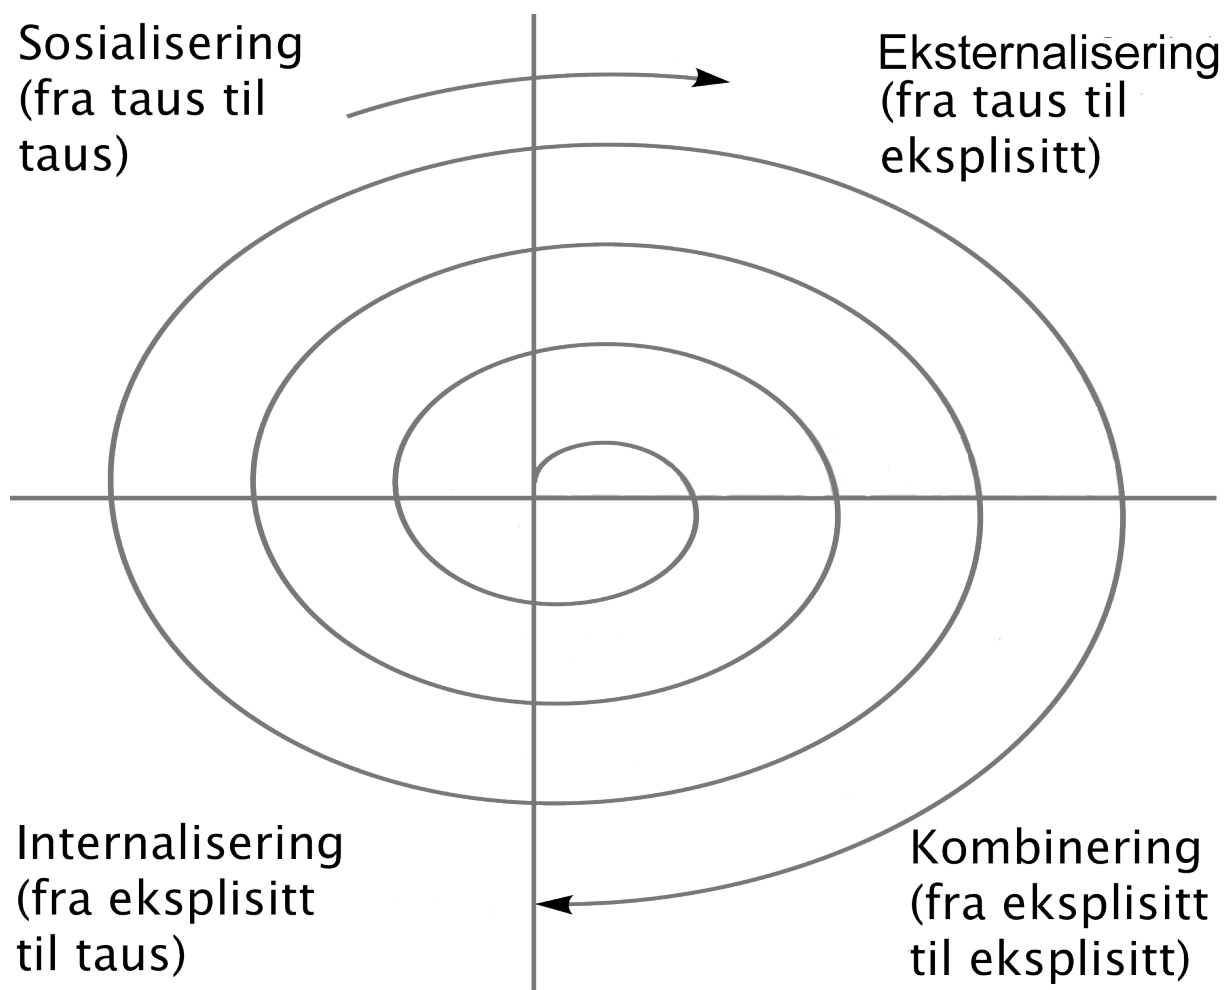 Sosialisering
(fra taus til
taus)
Eksternalisering
(fra taus til
eksplisitt)
Internalisering
(fra eksplisitt
til taus)
Kombinering
(fra eksplisitt
til eksplisitt)